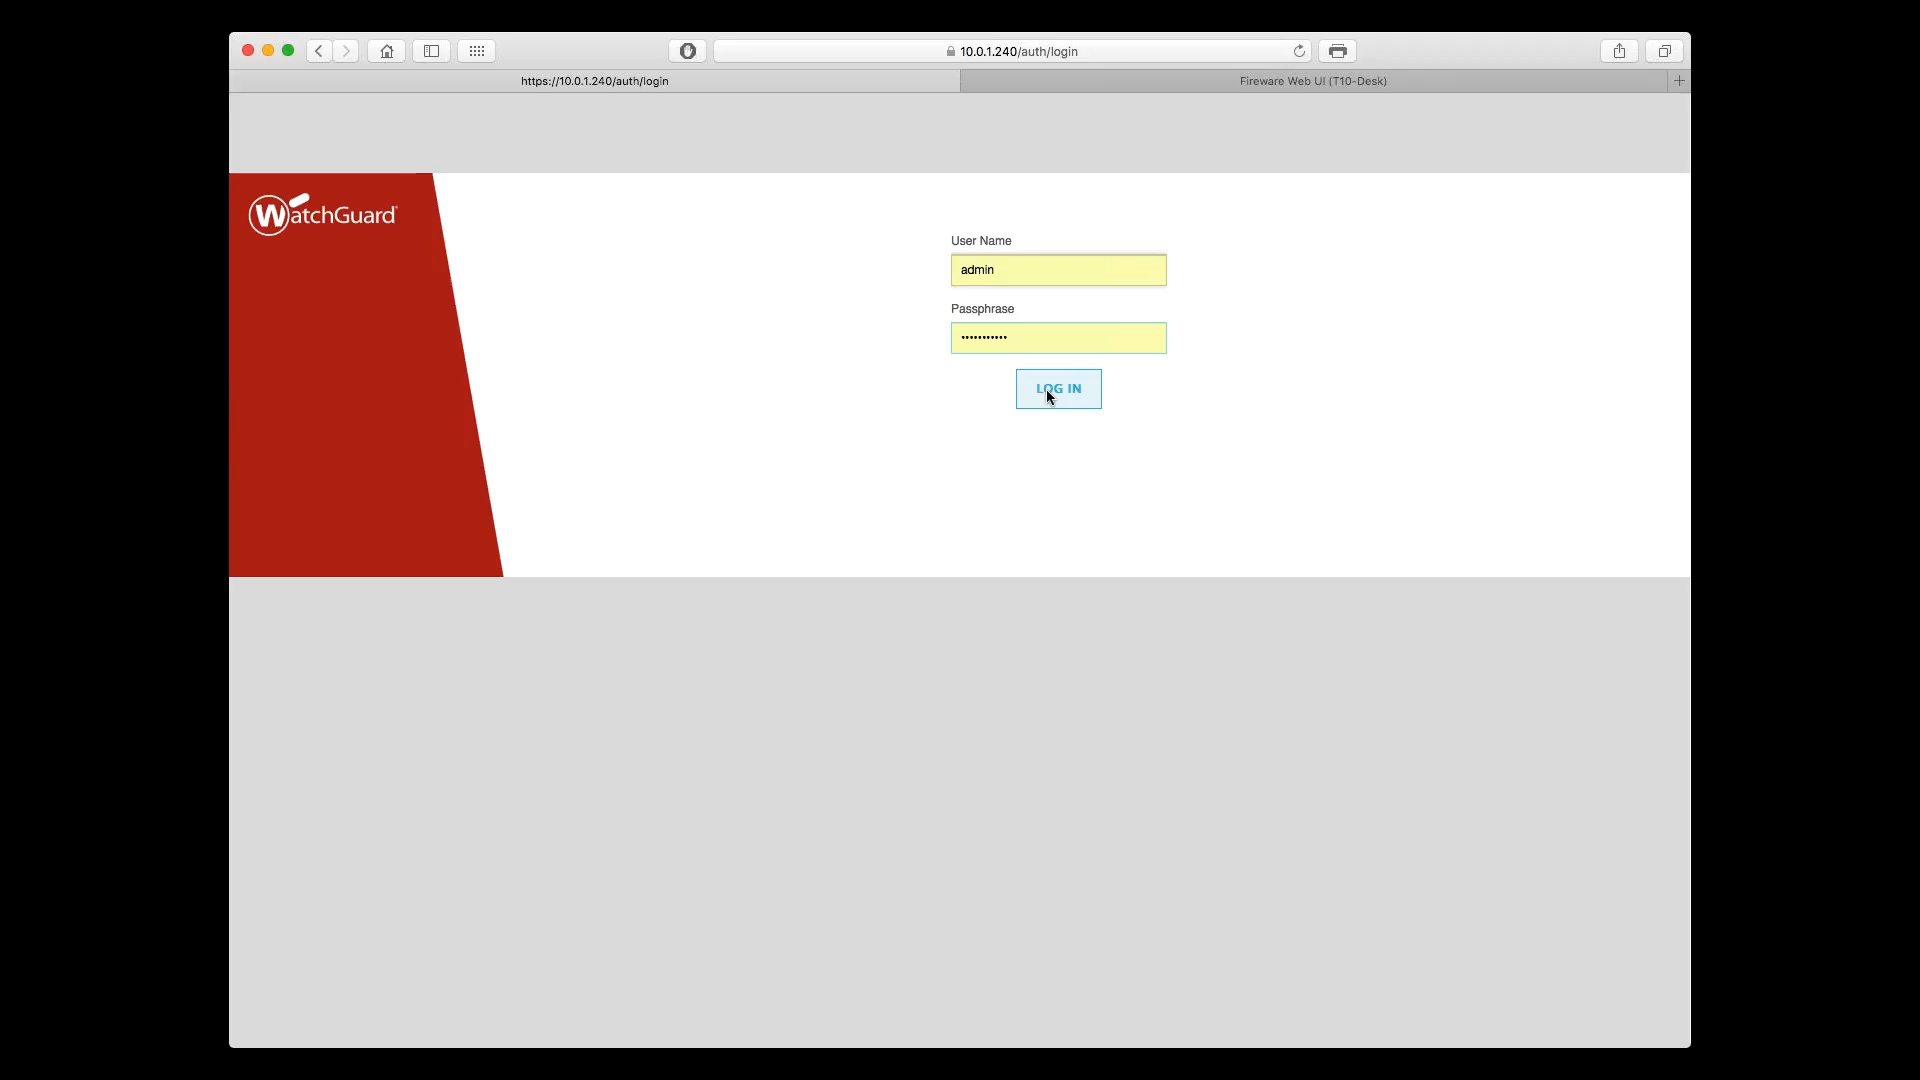 10.0.1.240/auth/login
https://10.0.1.240/auth/login
Fireware Web UI (T10-Desk)
WatchGuard
User Name
admin
Passphrase
•••••••••••
LOG IN